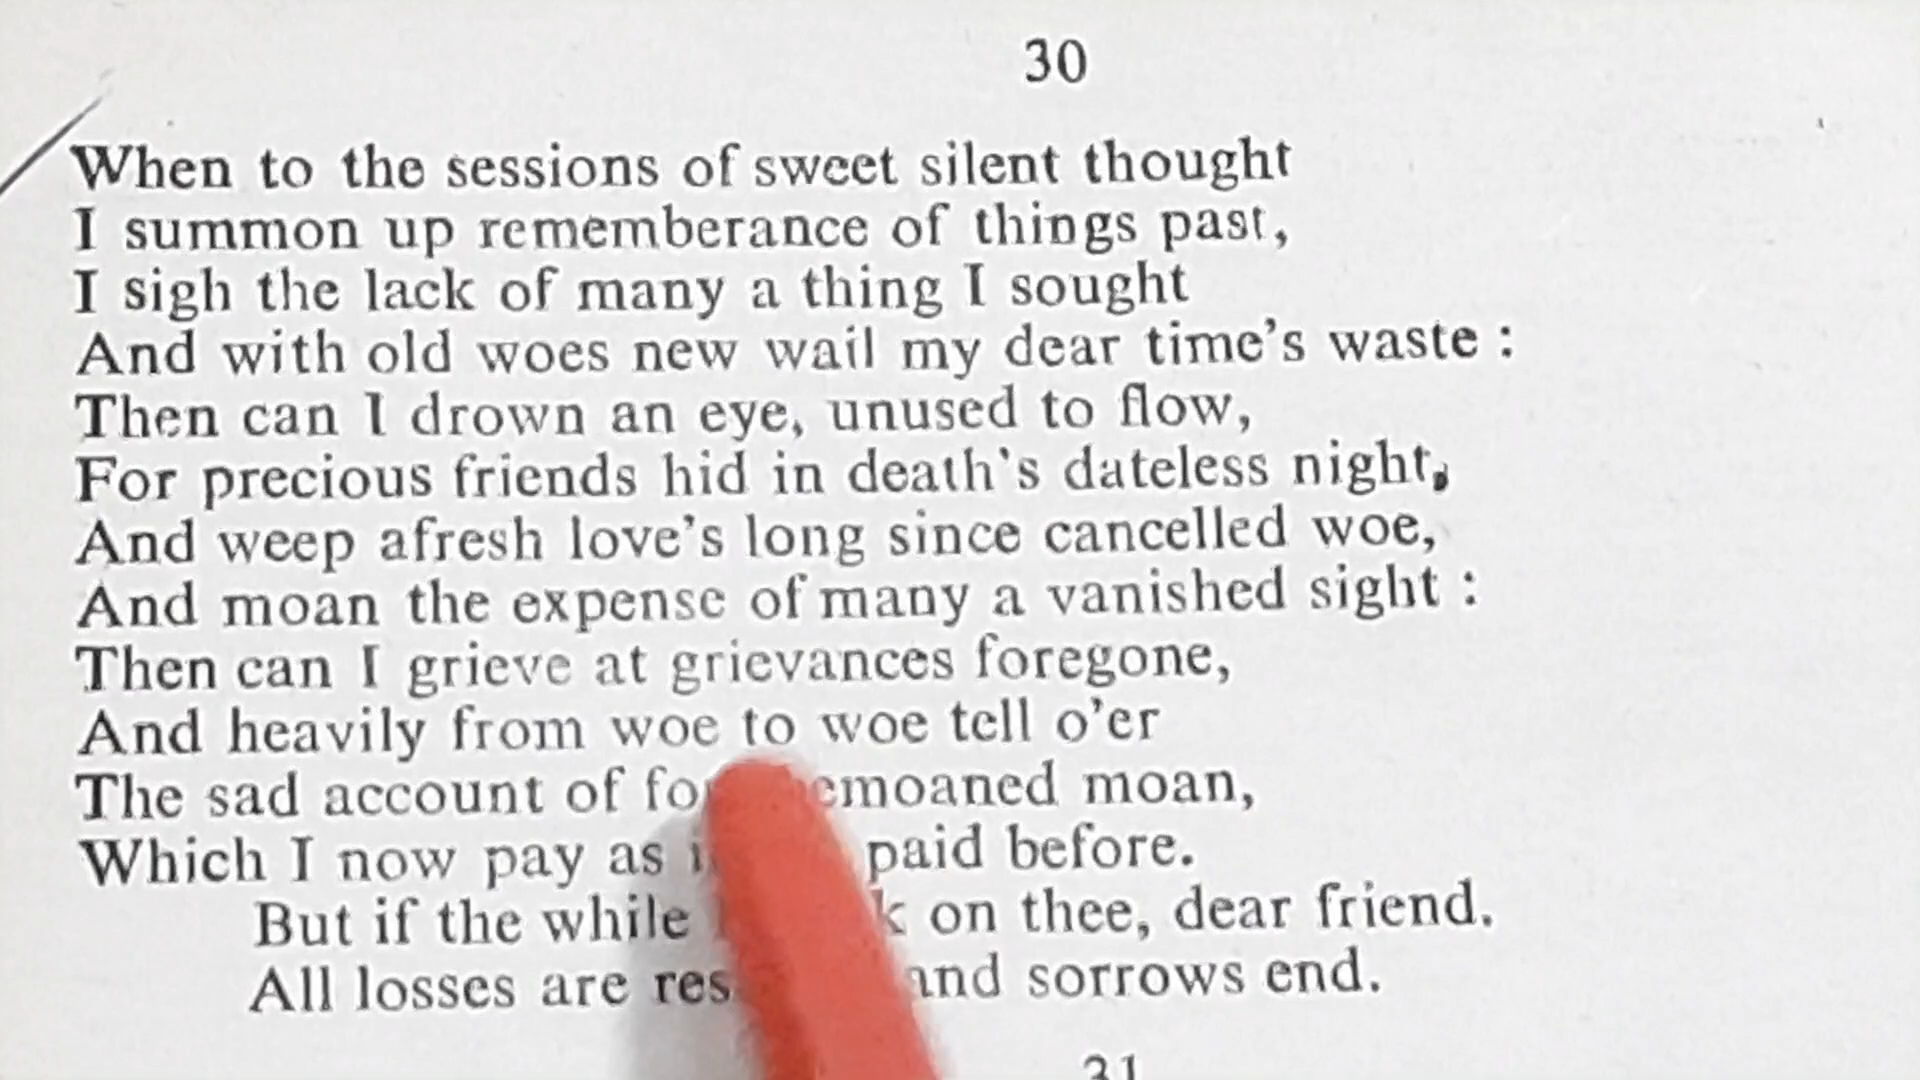 30
When to the sessions of sweet silent thought
I summon up rememberance of things past,
I sigh the lack of many a thing I sought
And with old woes new wail my dear time's waste :
Then can I drown an eye, unused to flow,
For precious friends hid in death's dateless night,
And weep afresh love's long since cancelled woe,
And moan the expense of many a vanished sight :
Then can I grieve at grievances foregone,
And heavily from woe to woe tell o'er
The sad account of moan,
Which I now pay as paid before.
But if the while on thee, dear friend.
All losses are and sorrows end.
31